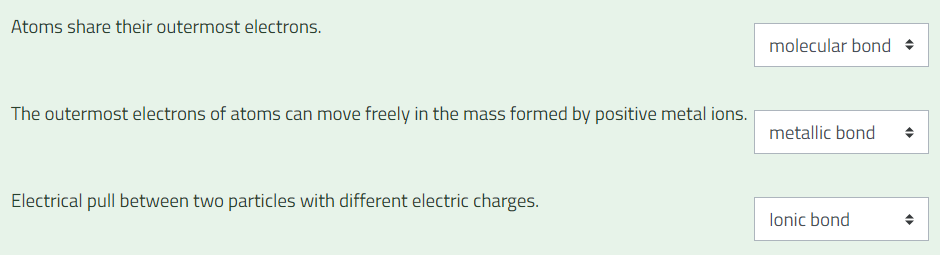 Atoms share their outermost electrons.
molecular bond
The outermost electrons of atoms can move freely in the mass formed by positive metal ions.
metallic bond
Electrical pull between two particles with different electric charges.
Ionic bond